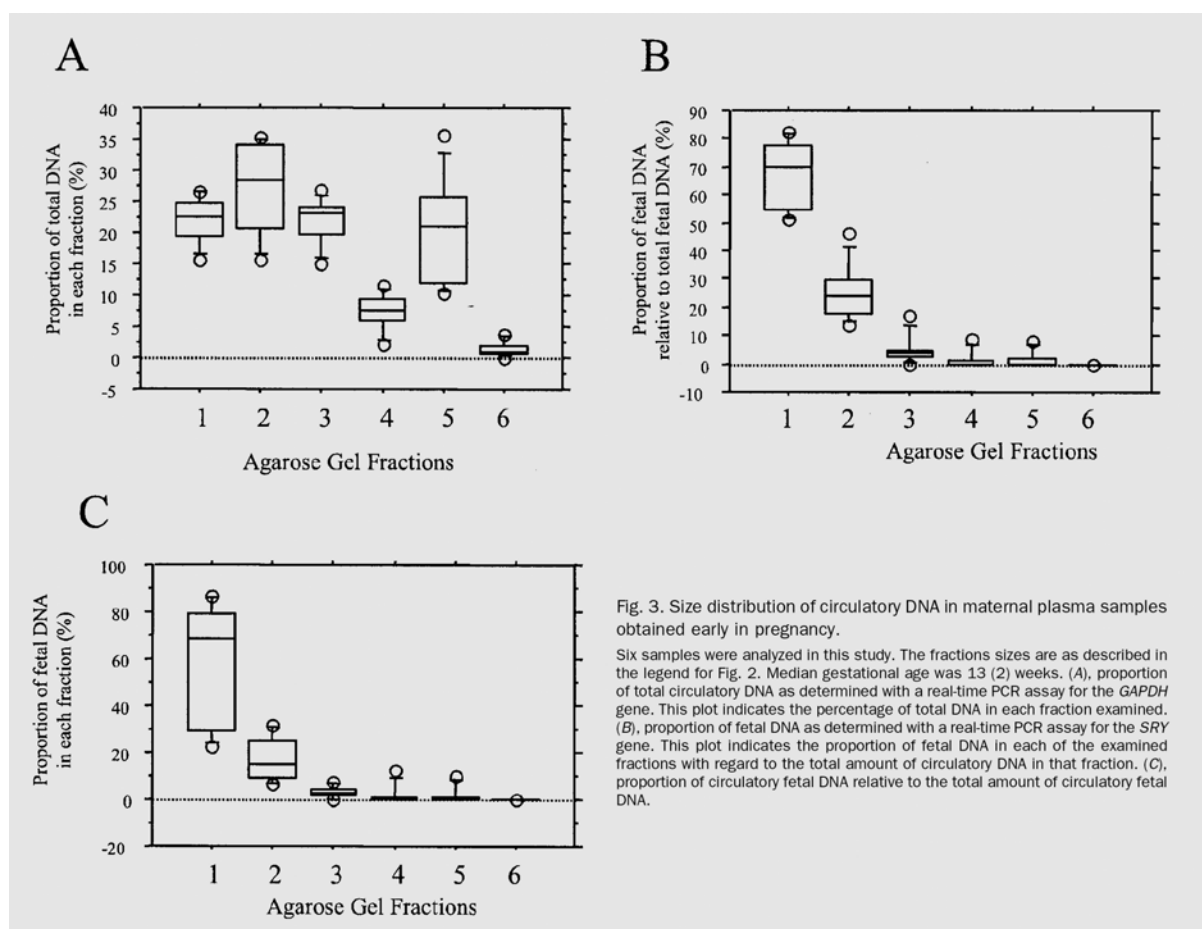 A
Proportion of total DNA
in each fraction (%)
40
35
30
25
20
15
10
5
0
-5
1 2 3 4 5 6
Agarose Gel Fractions
B
Proportion of fetal DNA
relative to total fetal DNA (%)
90
80
70
60
50
40
30
20
10
0
-10
1 2 3 4 5 6
Agarose Gel Fractions
C
Proportion of fetal DNA
in each fraction (%)
100
80
60
40
20
0
-20
1 2 3 4 5 6
Agarose Gel Fractions
Fig. 3. Size distribution of circulatory DNA in maternal plasma samples
obtained early in pregnancy.
Six samples were analyzed in this study. The fractions sizes are as described in
the legend for Fig. 2. Median gestational age was 13 (2) weeks. (A), proportion
of total circulatory DNA as determined with a real-time PCR assay for the GAPDH
gene. This plot indicates the percentage of total DNA in each fraction examined.
(B), proportion of fetal DNA as determined with a real-time PCR assay for the SRY
gene. This plot indicates the proportion of fetal DNA in each of the examined
fractions with regard to the total amount of circulatory DNA in that fraction. (C),
proportion of circulatory fetal DNA relative to the total amount of circulatory fetal
DNA.